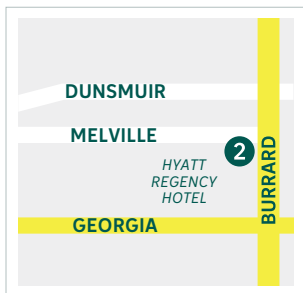 DUNSMUIR
MELVILLE
2
HYATT
REGENCY
HOTEL
BURRARD
GEORGIA